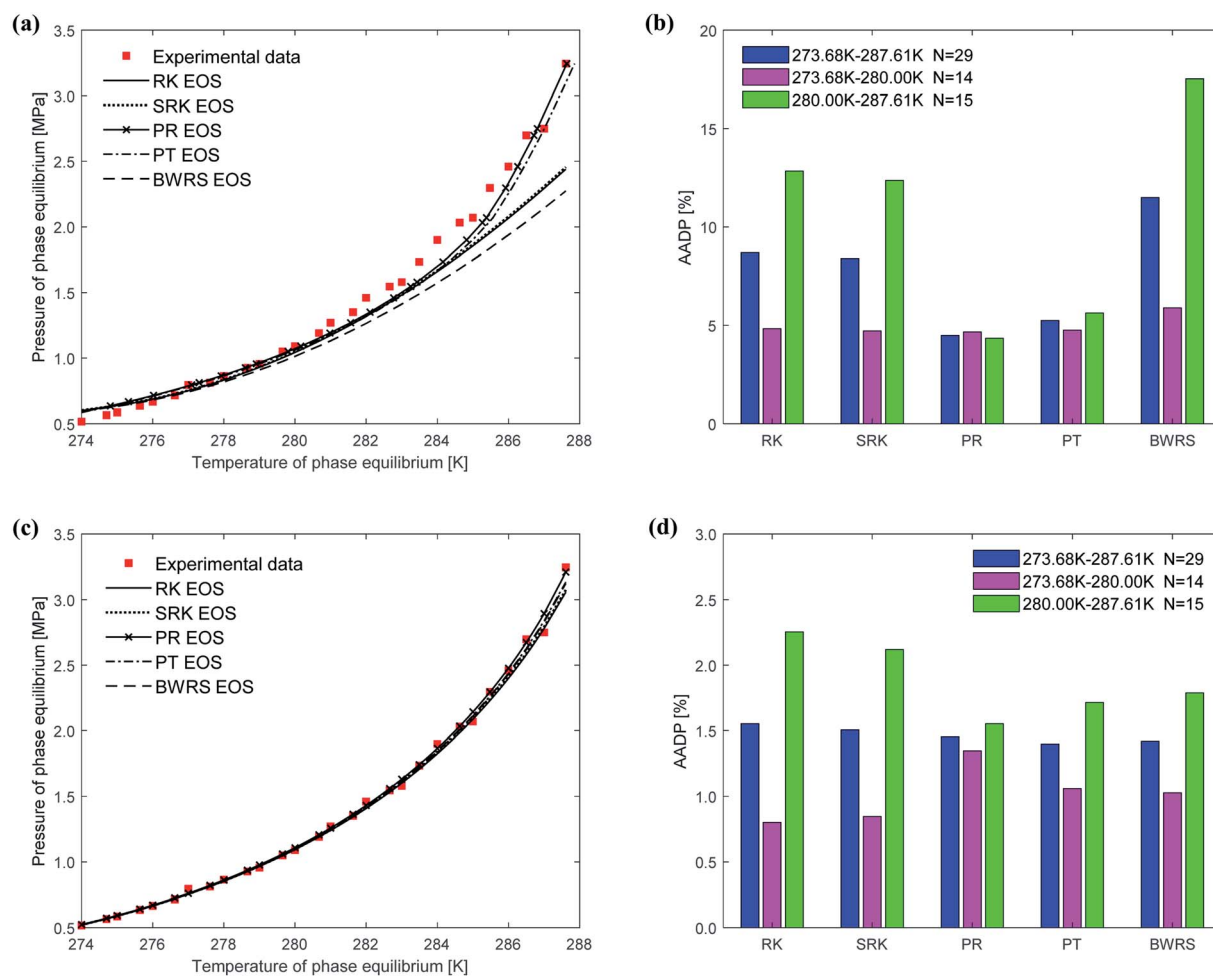 (a)
3.5
3.0
2.5
2.0
1.5
1.0
0.5
Pressure of phase equilibrium [MPa]
Experimental data
RK EOS
SRK EOS
PR EOS
PT EOS
BWRS EOS
274 276 278 280 282 284 286 288
Temperature of phase equilibrium [K]
(b)
20
15
10
5
0
AADP [%]
273.68K-287.61K N=29
273.68K-280.00K N=14
280.00K-287.61K N=15
RK SRK PR PT BWRS
(c)
3.5
3.0
2.5
2.0
1.5
1.0
0.5
Pressure of phase equilibrium [MPa]
Experimental data
RK EOS
SRK EOS
PR EOS
PT EOS
BWRS EOS
274 276 278 280 282 284 286 288
Temperature of phase equilibrium [K]
(d)
3.0
2.5
2.0
1.5
1.0
0.5
0.0
AADP [%]
273.68K-287.61K N=29
273.68K-280.00K N=14
280.00K-287.61K N=15
RK SRK PR PT BWRS